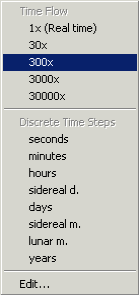 Time Flow
1x (Real time)
30x
300x
3000x
30000x
Discrete Time Steps
seconds
minutes
hours
sidereal d.
days
sidereal m.
lunar m.
years
Edit...